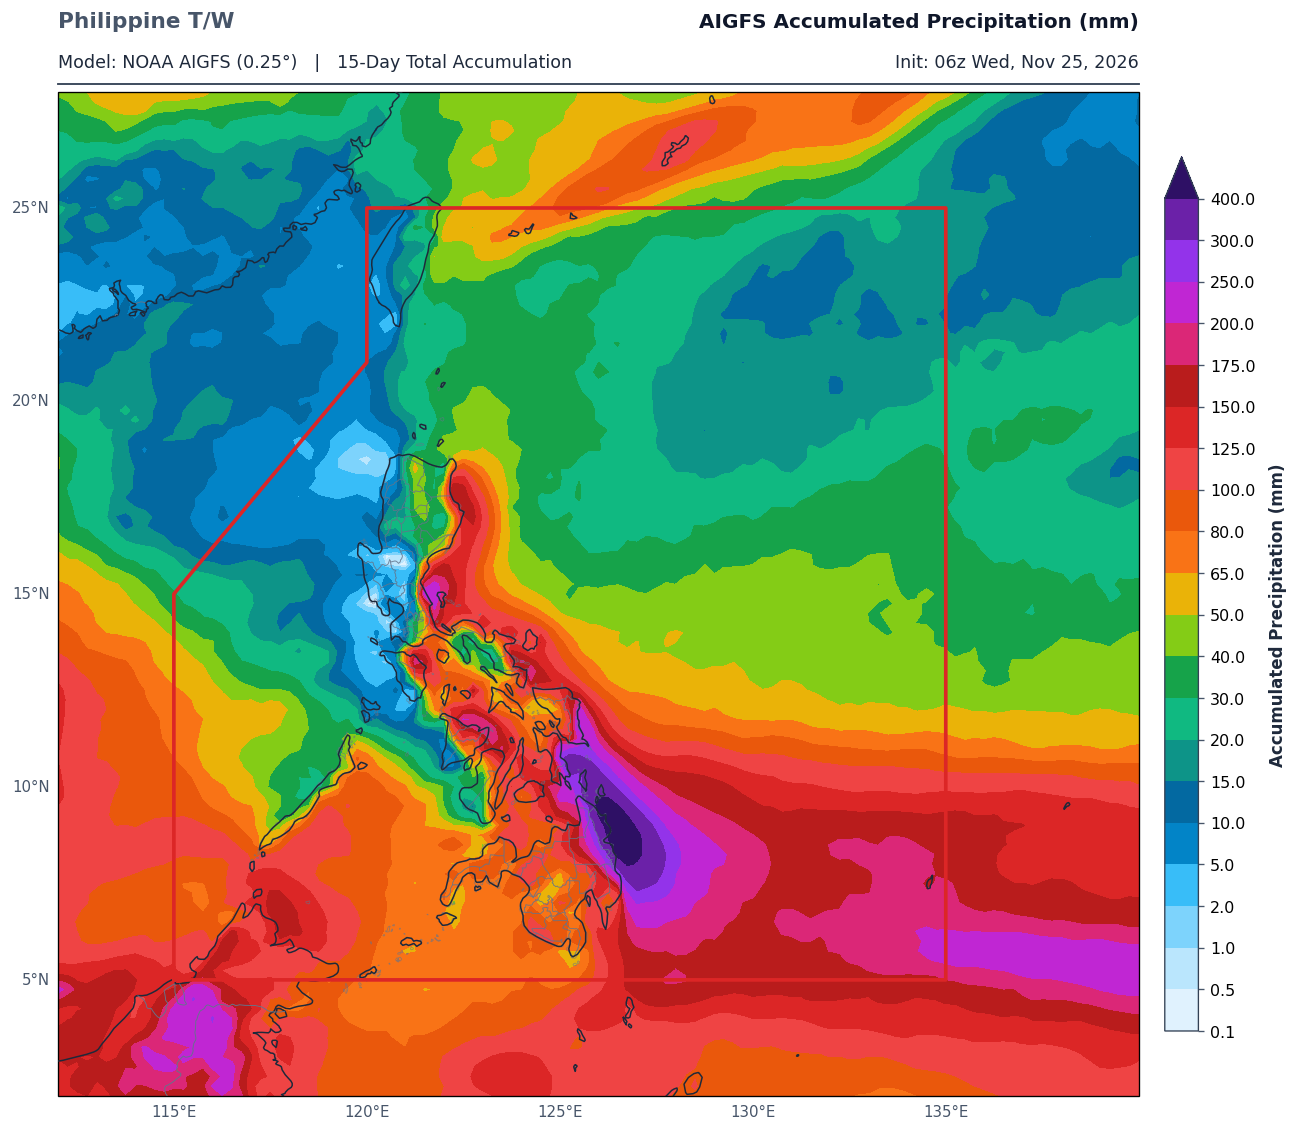 Philippine T/W
AIGFS Accumulated Precipitation (mm)
Model: NOAA AIGFS (0.25°) | 15-Day Total Accumulation
Init: 06z Wed, Nov 25, 2026
25°N
20°N
15°N
10°N
5°N
115°E
120°E
125°E
130°E
135°E
400.0
300.0
250.0
200.0
175.0
150.0
125.0
100.0
80.0
65.0
50.0
40.0
30.0
20.0
15.0
10.0
5.0
2.0
1.0
0.5
0.1
Accumulated Precipitation (mm)